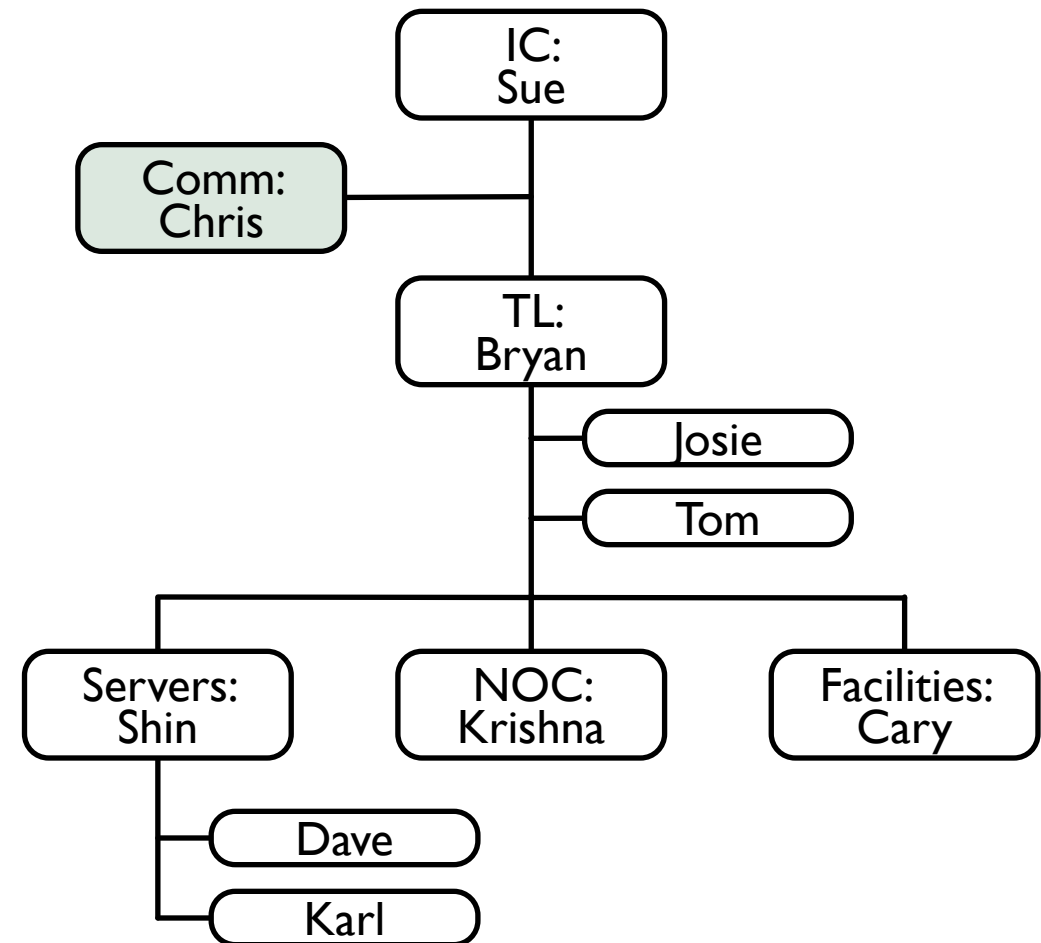 IC:
Sue
Comm:
Chris
TL:
Bryan
Josie
Tom
Servers:
Shin
NOC:
Krishna
Facilities:
Cary
Dave
Karl